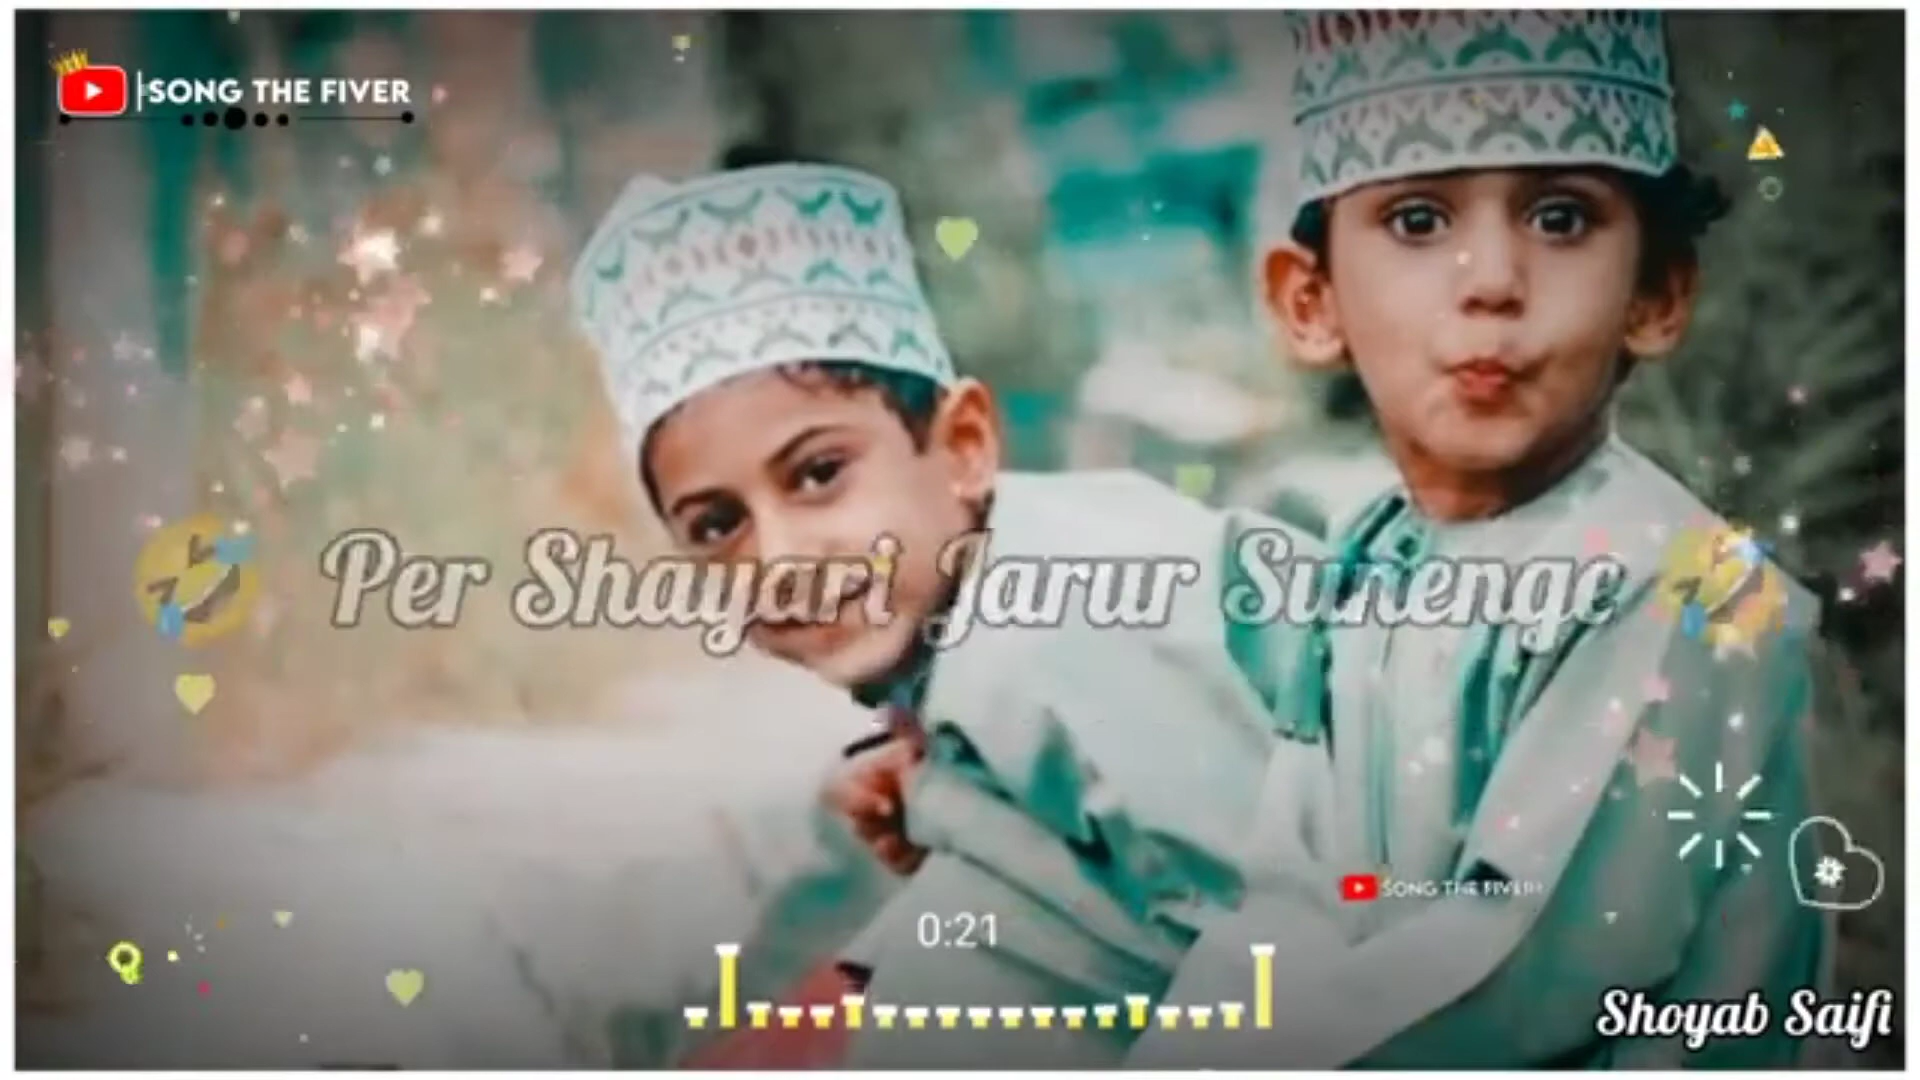 SONG THE FIVER
Per Shayari Jarur Sunenge
SONG THE FIVER
0:21
Shoyab Saifi